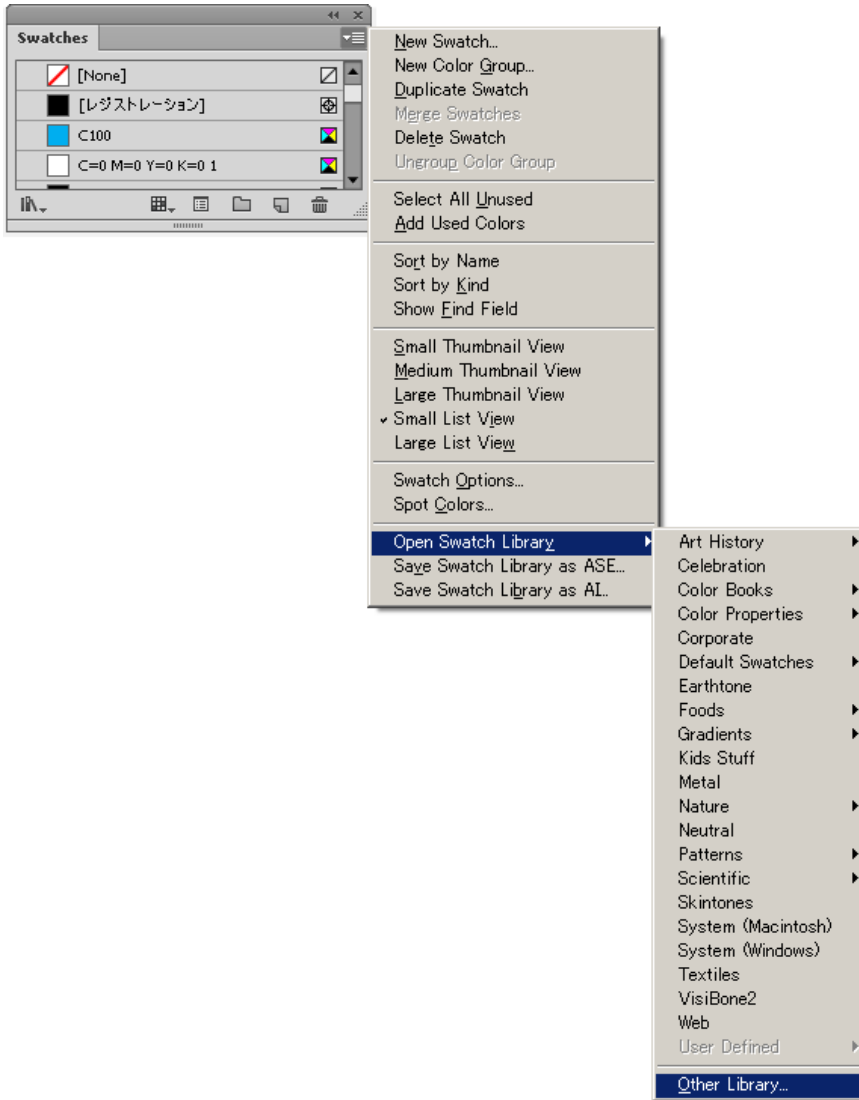 Swatches
[None]
[レジストレーション]
C100
C=0 M=0 Y=0 K=0 1
New Swatch...
New Color Group...
Duplicate Swatch
Merge Swatches
Delete Swatch
Ungroup Color Group
Select All Unused
Add Used Colors
Sort by Name
Sort by Kind
Show Find Field
Small Thumbnail View
Medium Thumbnail View
Large Thumbnail View
Small List View
Large List View
Swatch Options...
Spot Colors...
Open Swatch Library
Save Swatch Library as ASE...
Save Swatch Library as AI...
Art History
Celebration
Color Books
Color Properties
Corporate
Default Swatches
Earthtone
Foods
Gradients
Kids Stuff
Metal
Nature
Neutral
Patterns
Scientific
Skintones
System (Macintosh)
System (Windows)
Textiles
VisiBone2
Web
User Defined
Other Library...